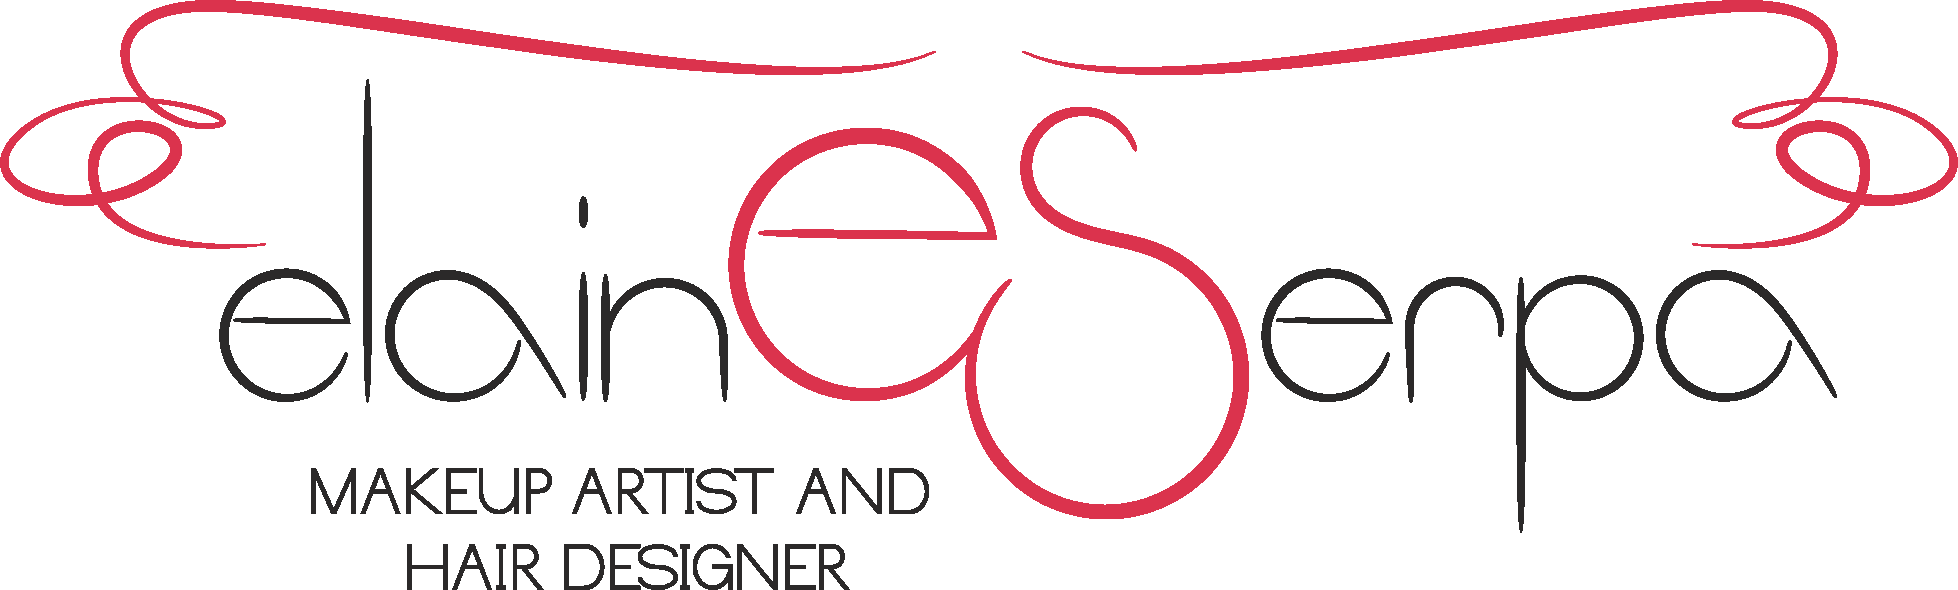 elaineSerpa
MAKEUP ARTIST AND
HAIR DESIGNER